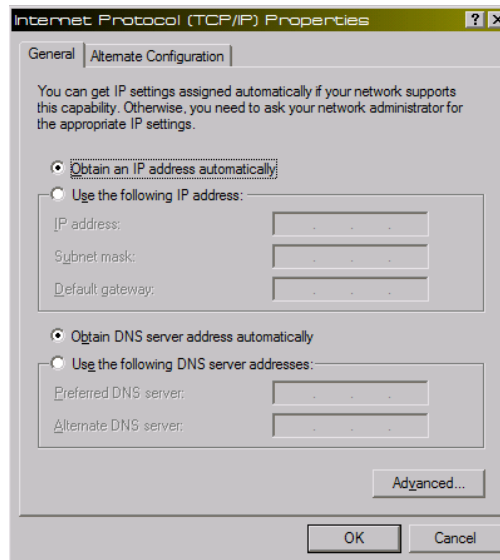 Internet Protocol (TCP/IP) Properties
General Alternate Configuration
You can get IP settings assigned automatically if your network supports
this capability. Otherwise, you need to ask your network administrator for
the appropriate IP settings.
Obtain an IP address automatically
Use the following IP address:
IP address:
Subnet mask:
Default gateway:
Obtain DNS server address automatically
Use the following DNS server addresses:
Preferred DNS server:
Alternate DNS server:
Advanced...
OK Cancel